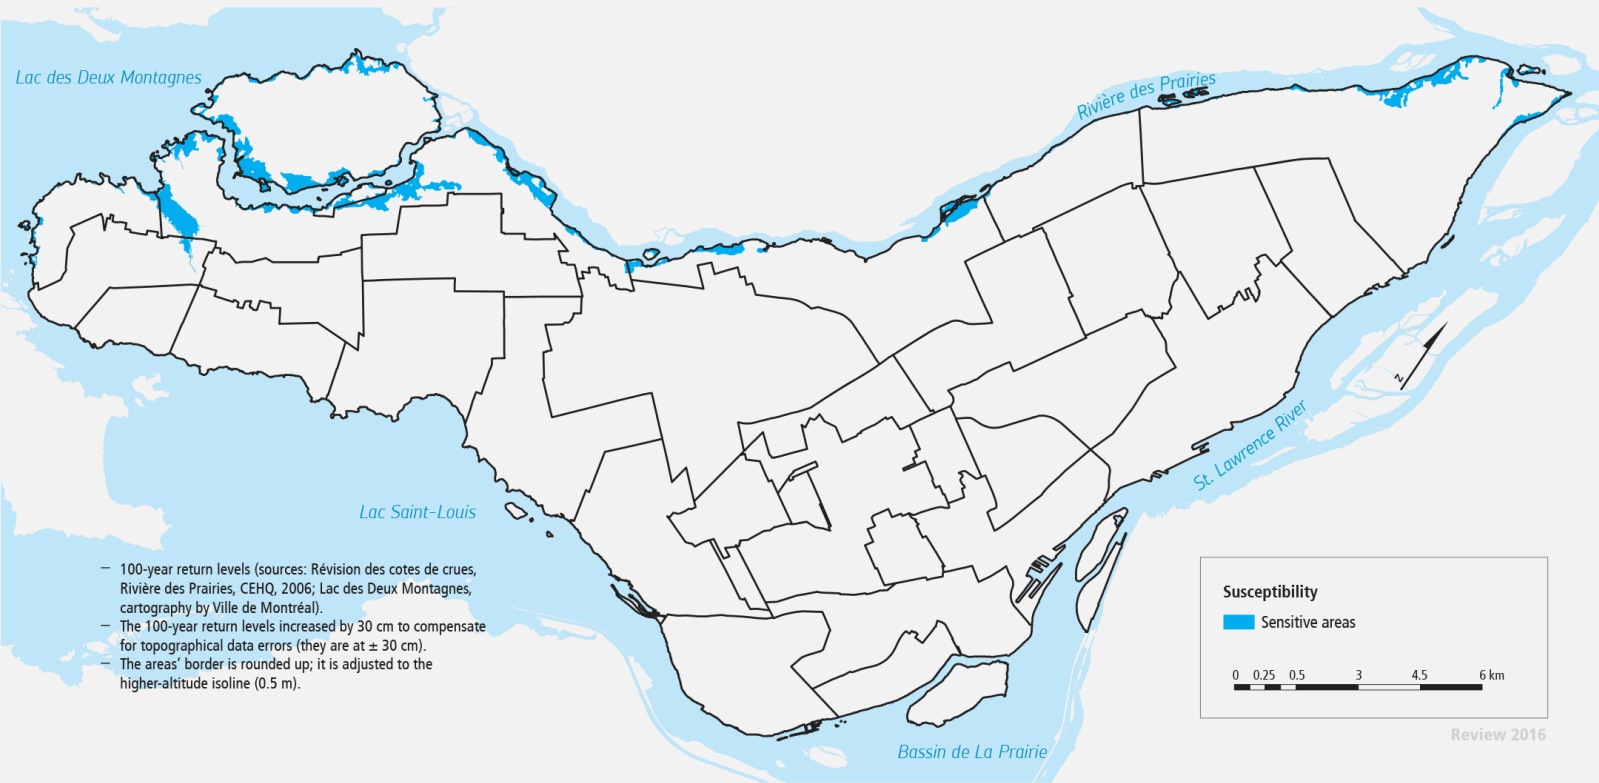 Lac des Deux Montagnes
Rivière des Prairies
St. Lawrence River
N
Lac Saint-Louis
Bassin de La Prairie
– 100-year return levels (sources: Révision des cotes de crues,
Rivière des Prairies, CEHQ, 2006; Lac des Deux Montagnes,
cartography by Ville de Montréal).
– The 100-year return levels increased by 30 cm to compensate
for topographical data errors (they are at ± 30 cm).
– The areas’ border is rounded up; it is adjusted to the
higher-altitude isoline (0.5 m).
Susceptibility
Sensitive areas
0 0.25 0.5 3 4.5 6 km
Review 2016